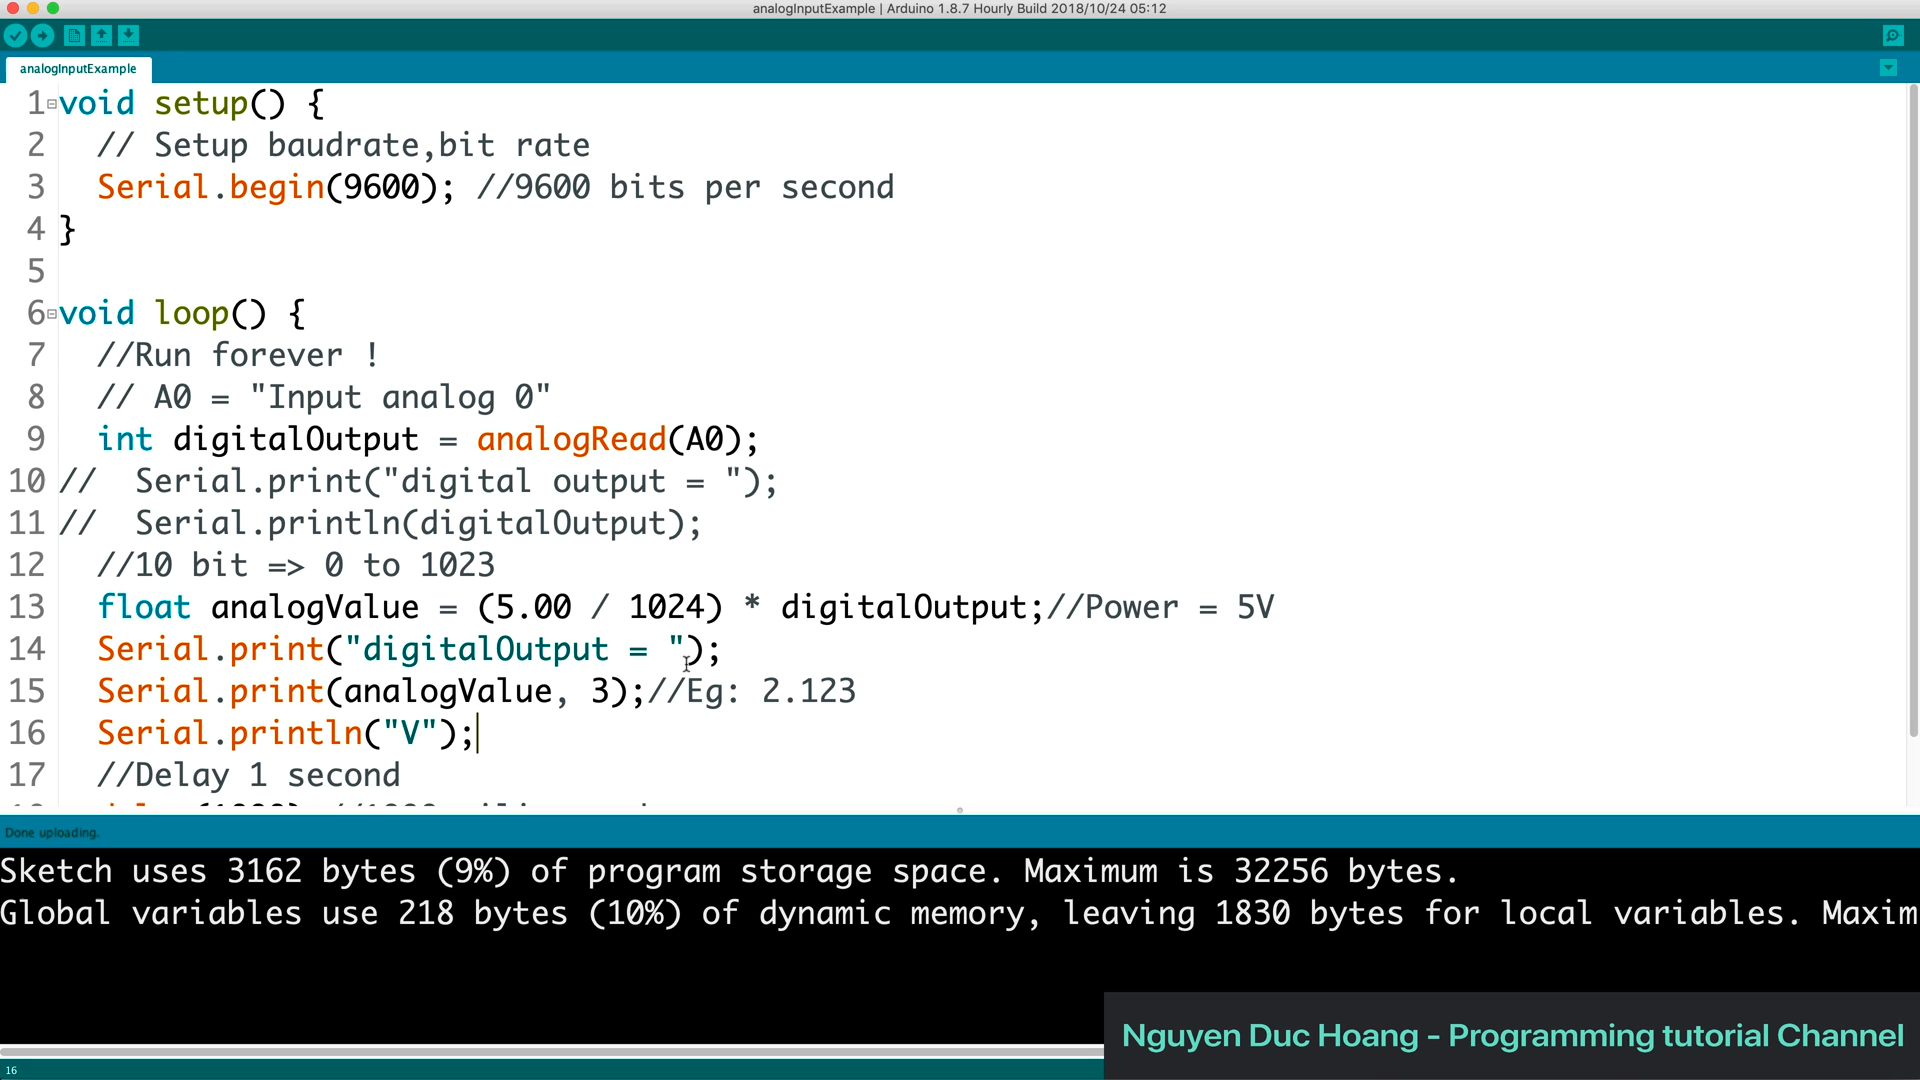 analogInputExample | Arduino 1.8.7 Hourly Build 2018/10/24 05:12
analogInputExample
1 void setup() {
2 // Setup baudrate,bit rate
3 Serial.begin(9600); //9600 bits per second
4 }
5
6 void loop() {
7 //Run forever !
8 // A0 = "Input analog 0"
9 int digitalOutput = analogRead(A0);
10 // Serial.print("digital output = ");
11 // Serial.println(digitalOutput);
12 //10 bit => 0 to 1023
13 float analogValue = (5.00 / 1024) * digitalOutput;//Power = 5V
14 Serial.print("digitalOutput = ");
15 Serial.print(analogValue, 3);//Eg: 2.123
16 Serial.println("V");
17 //Delay 1 second
Done uploading.
Sketch uses 3162 bytes (9%) of program storage space. Maximum is 32256 bytes.
Global variables use 218 bytes (10%) of dynamic memory, leaving 1830 bytes for local variables. Maxim
Nguyen Duc Hoang - Programming tutorial Channel
16